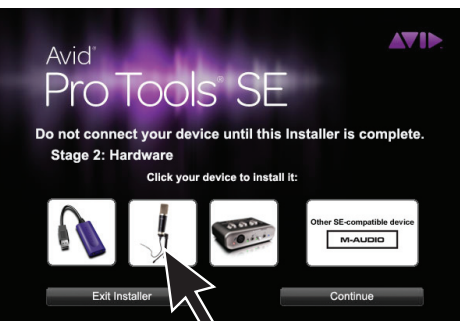 AVID
Avid®
Pro Tools® SE
Do not connect your device until this Installer is complete.
Stage 2: Hardware
Click your device to install it:
Other SE-compatible device
M-AUDIO
Exit Installer
Continue